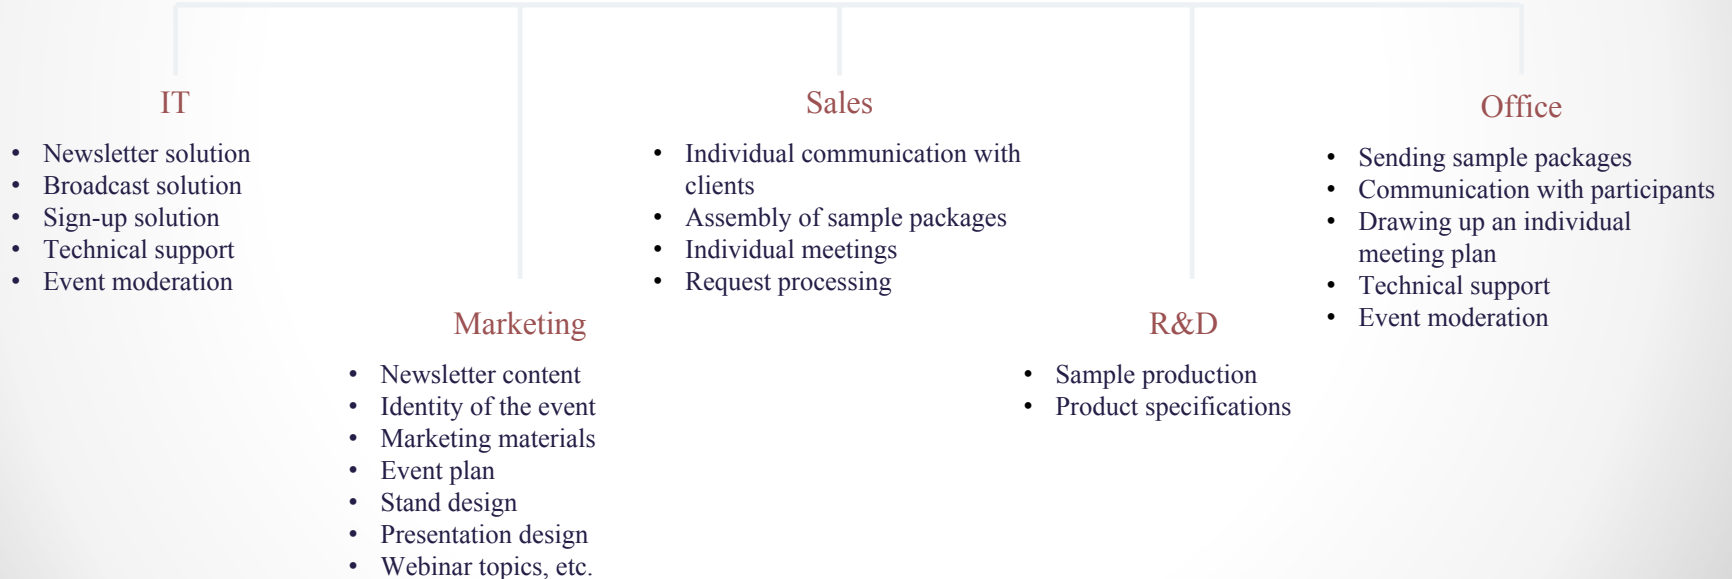 IT
• Newsletter solution
• Broadcast solution
• Sign-up solution
• Technical support
• Event moderation
Marketing
• Newsletter content
• Identity of the event
• Marketing materials
• Event plan
• Stand design
• Presentation design
• Webinar topics, etc.
Sales
• Individual communication with
clients
• Assembly of sample packages
• Individual meetings
• Request processing
R&D
• Sample production
• Product specifications
Office
• Sending sample packages
• Communication with participants
• Drawing up an individual
meeting plan
• Technical support
• Event moderation